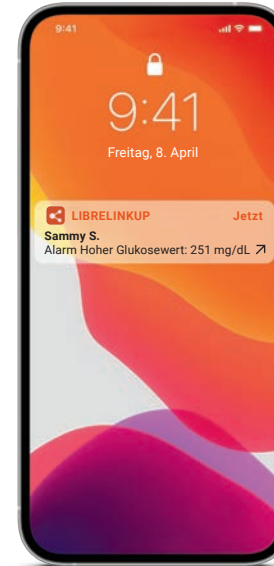 9:41
9:41
Freitag, 8. April
LIBRELINKUP Jetzt
Sammy S.
Alarm Hoher Glukosewert: 251 mg/dL ↗